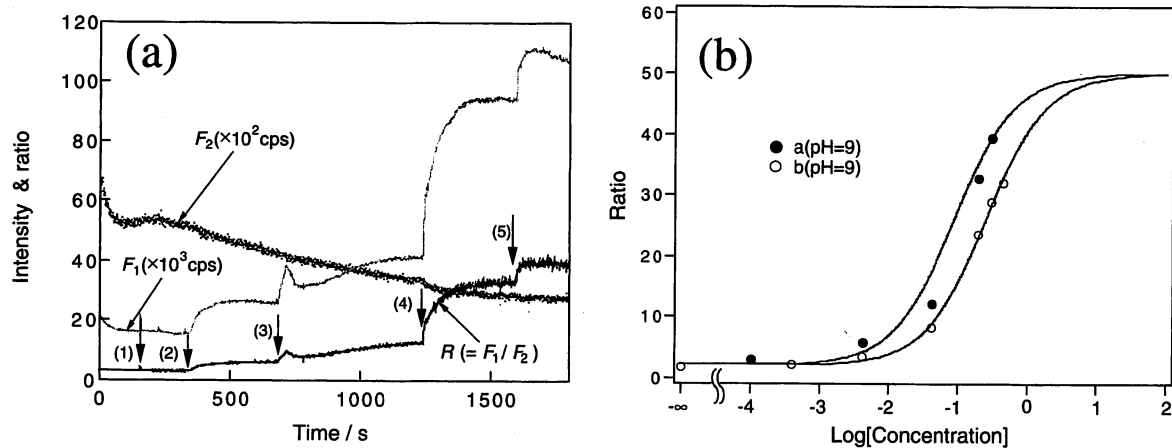 (a)
120
100
80
60
40
20
0
Intensity & ratio
F₂(×10²cps)
F₁(×10³cps)
(1)
(2)
(3)
(4)
(5)
R (= F₁ / F₂)
0
500
1000
1500
Time / s
(b)
60
50
40
30
20
10
0
Ratio
a(pH=9)
b(pH=9)
-∞
-4
-3
-2
-1
0
1
2
Log[Concentration]